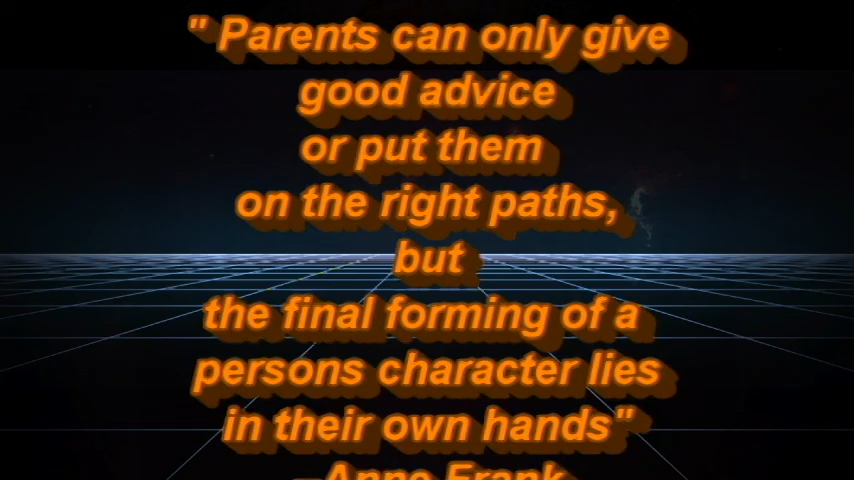 " Parents can only give
good advice
or put them
on the right paths,
but
the final forming of a
persons character lies
in their own hands"
--Anne Frank